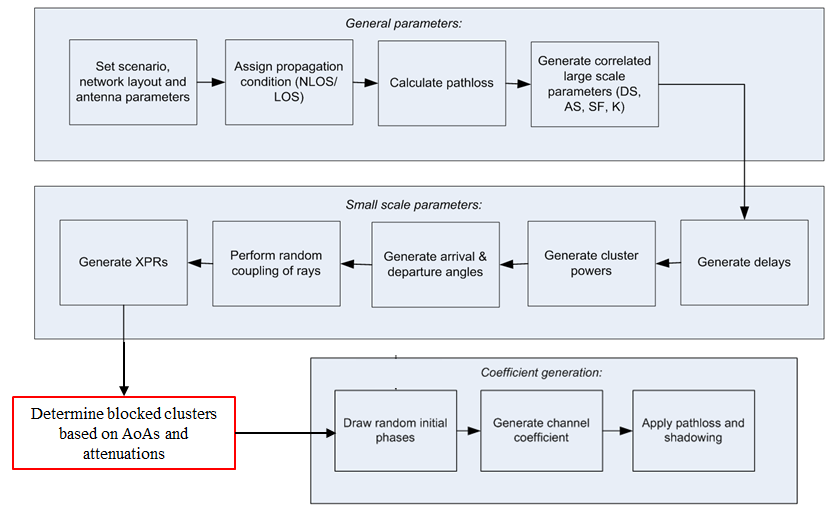 General parameters:
Set scenario,
network layout and
antenna parameters
Assign propagation
condition (NLOS/
LOS)
Calculate pathloss
Generate correlated
large scale
parameters (DS,
AS, SF, K)
Small scale parameters:
Generate delays
Generate cluster
powers
Generate arrival &
departure angles
Perform random
coupling of rays
Generate XPRs
Determine blocked clusters
based on AoAs and
attenuations
Coefficient generation:
Draw random initial
phases
Generate channel
coefficient
Apply pathloss and
shadowing